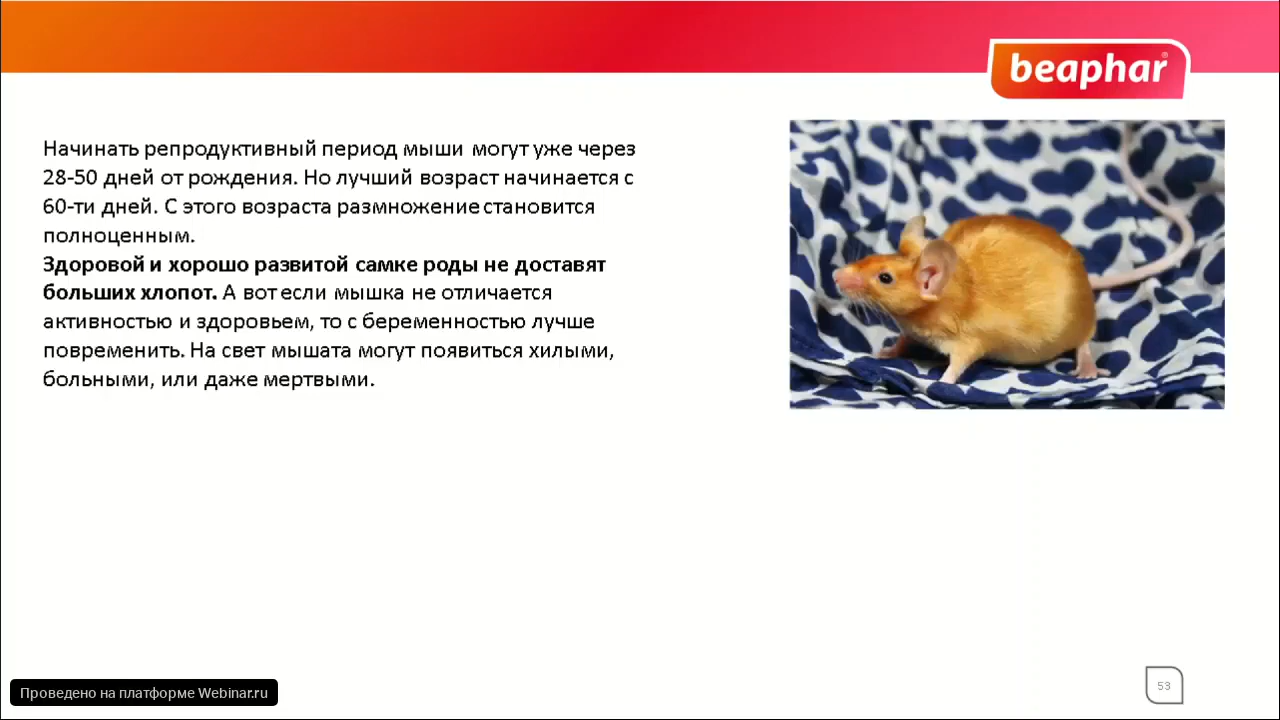 beaphar
Начинать репродуктивный период мыши могут уже через
28-50 дней от рождения. Но лучший возраст начинается с
60-ти дней. С этого возраста размножение становится
полноценным.
Здоровой и хорошо развитой самке роды не доставят
больших хлопот. А вот если мышка не отличается
активностью и здоровьем, то с беременностью лучше
повременить. На свет мышата могут появиться хилыми,
больными, или даже мертвыми.
Проведено на платформе Webinar.ru
53